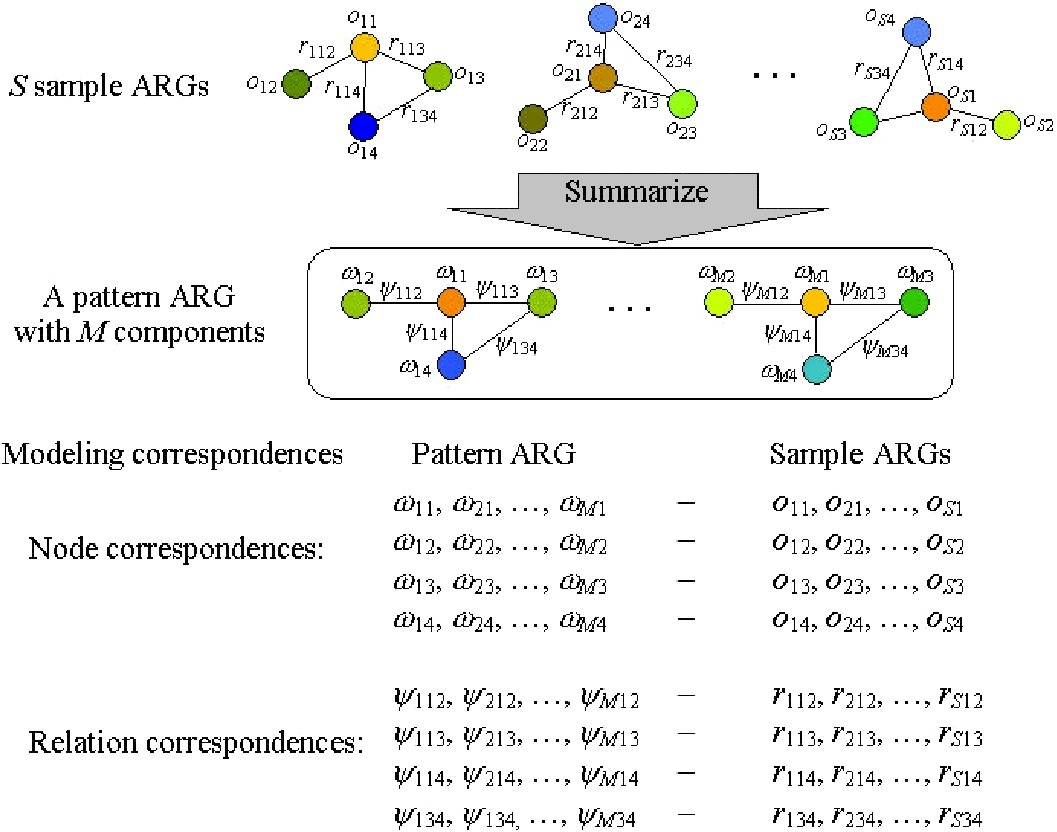 o11
r112 r113
o12 o13
r114
r134
o14
o24
r214 r234
o21
r212 r213
o22 o23
. . .
oS4
rS34 rS14
oS1
oS3 rS12 oS2
S sample ARGs
Summarize
A pattern ARG
with M components
ω12 ω11 ω13
ψ112 ψ113
ψ114 ψ134
ω14
. . .
ωM2 ωM1 ωM3
ψM12 ψM13
ψM14 ψM34
ωM4
Modeling correspondences Pattern ARG Sample ARGs
Node correspondences:
ω11, ω21, ..., ωM1 – o11, o21, ..., oS1
ω12, ω22, ..., ωM2 – o12, o22, ..., oS2
ω13, ω23, ..., ωM3 – o13, o23, ..., oS3
ω14, ω24, ..., ωM4 – o14, o24, ..., oS4
Relation correspondences:
ψ112, ψ212, ..., ψM12 – r112, r212, ..., rS12
ψ113, ψ213, ..., ψM13 – r113, r213, ..., rS13
ψ114, ψ214, ..., ψM14 – r114, r214, ..., rS14
ψ134, ψ134, ..., ψM34 – r134, r234, ..., rS34